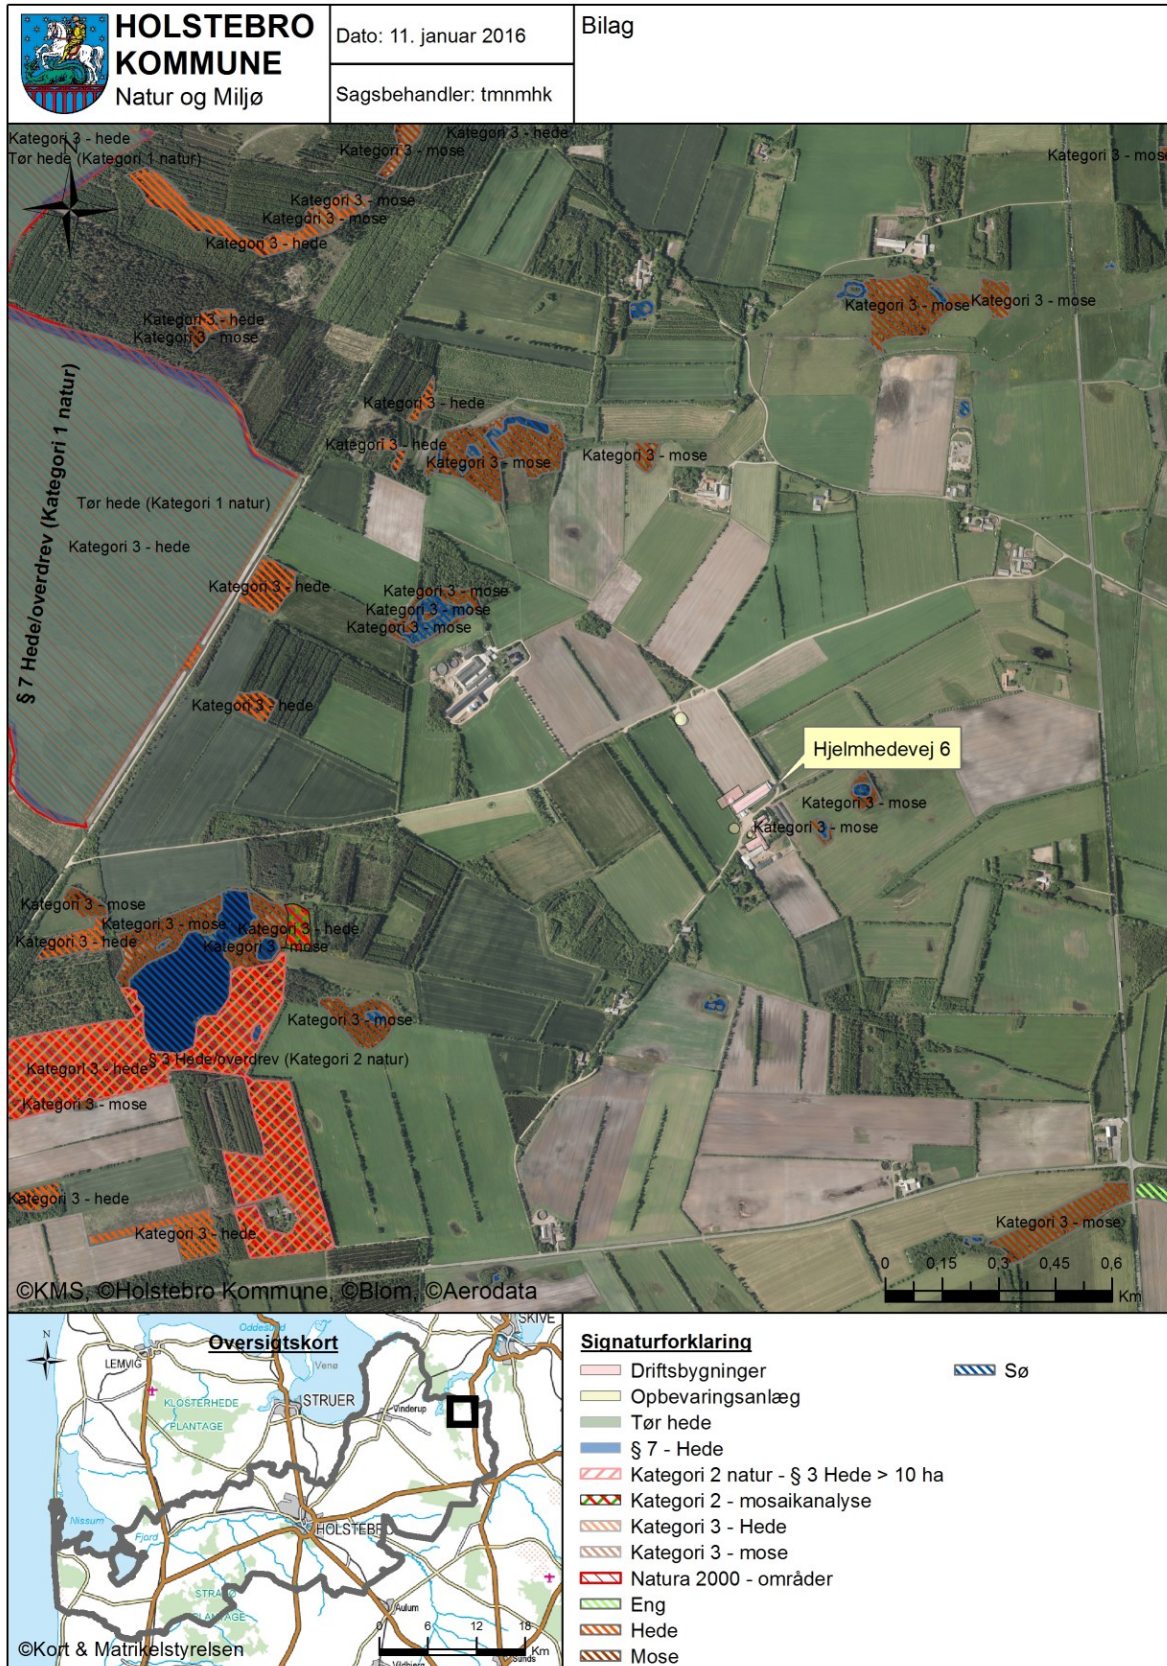 HOLSTEBRO
KOMMUNE
Natur og Miljø
Dato: 11. januar 2016
Sagsbehandler: tmnmhk
Bilag
Kategori 3 - hede
Tør hede (Kategori 1 natur)
N
Kategori 3 - hede
Kategori 3 - mose
Kategori 3 - mose
Kategori 3 - mose
Kategori 3 - mose
Kategori 3 - hede
Kategori 3 - hede
Kategori 3 - mose
Kategori 3 - mose
Kategori 3 - mose
Kategori 3 - hede
Kategori 3 - hede
Kategori 3 - mose
Kategori 3 - mose
§ 7 Hede/overdrev (Kategori 1 natur)
Tør hede (Kategori 1 natur)
Kategori 3 - hede
Kategori 3 - hede
Kategori 3 - mose
Kategori 3 - mose
Kategori 3 - mose
Kategori 3 - hede
Hjelmhedevej 6
Kategori 3 - mose
Kategori 3 - mose
Kategori 3 - mose
Kategori 3 - mose
Kategori 3 - hede
Kategori 3 - hede
Kategori 3 - mose
Kategori 3 - mose
§ 3 Hede/overdrev (Kategori 2 natur)
Kategori 3 - hede
Kategori 3 - mose
Kategori 3 - hede
Kategori 3 - hede
Kategori 3 - mose
©KMS, ©Holstebro Kommune, ©Blom, ©Aerodata
0 0,15 0,3 0,45 0,6
Km
Oversigtskort
N
Oddesund
SKIVE
LEMVIG
Venø
KLOSTERHEDE
PLANTAGE
STRUER
Vinderup
Nissum
Fjord
HOLSTEBRO
STRÅSØ
PLANTAGE
Aulum
Vildbjerg
Sunds
0 6 12 18
Km
©Kort & Matrikelstyrelsen
Signaturforklaring
Driftsbygninger
Opbevaringsanlæg
Tør hede
§ 7 - Hede
Kategori 2 natur - § 3 Hede > 10 ha
Kategori 2 - mosaikanalyse
Kategori 3 - Hede
Kategori 3 - mose
Natura 2000 - områder
Eng
Hede
Mose
Sø